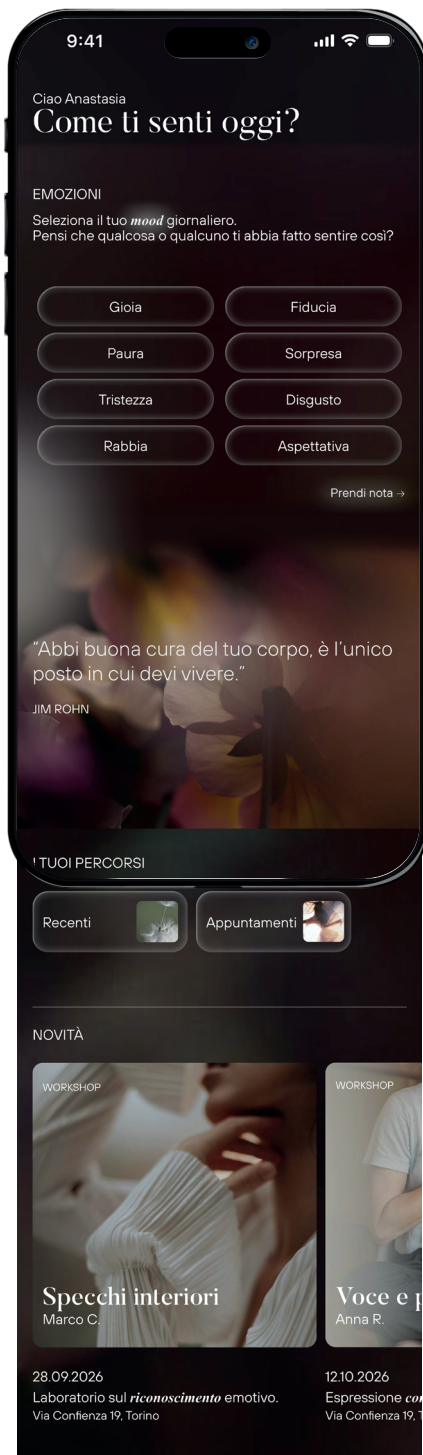 9:41
Ciao Anastasia
Come ti senti oggi?
EMOZIONI
Seleziona il tuo mood giornaliero.
Pensi che qualcosa o qualcuno ti abbia fatto sentire così?
Gioia
Fiducia
Paura
Sorpresa
Tristezza
Disgusto
Rabbia
Aspettativa
Prendi nota →
“Abbi buona cura del tuo corpo, è l’unico
posto in cui devi vivere.”
JIM ROHN
I TUOI PERCORSI
Recenti
Appuntamenti
NOVITÀ
WORKSHOP
Specchi interiori
Marco C.
28.09.2026
Laboratorio sul riconoscimento emotivo.
Via Confienza 19, Torino
WORKSHOP
Voce e
Anna R.
12.10.2026
Espressione
Via Confienza 19,